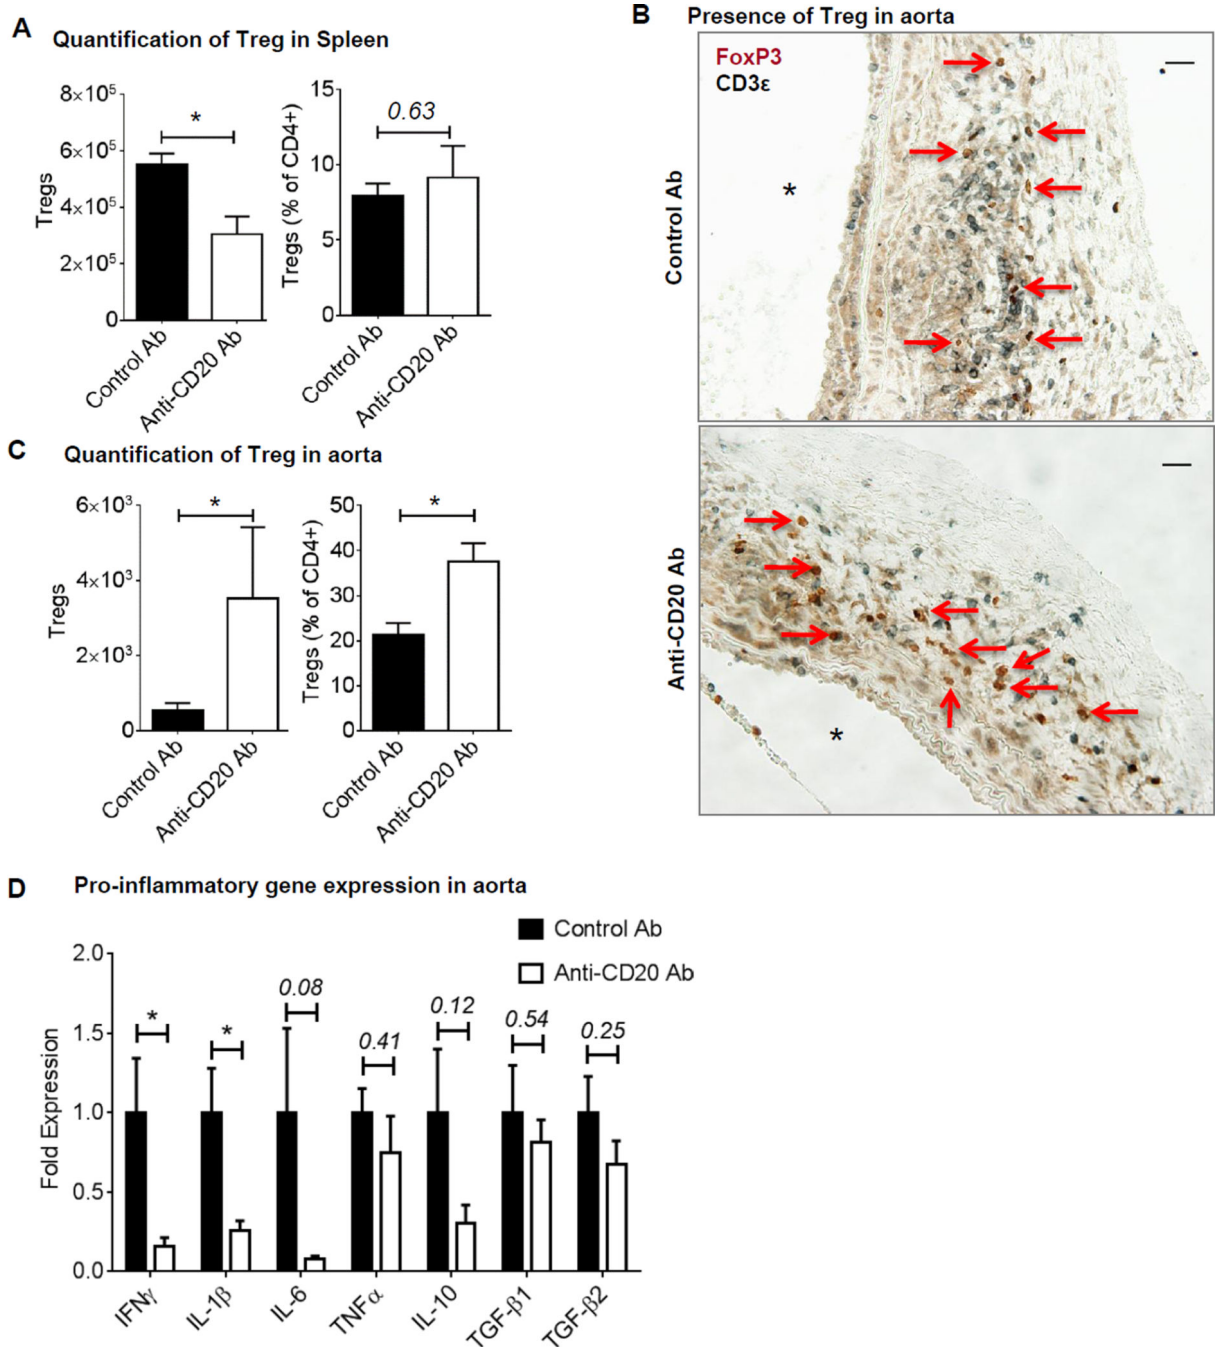 A Quantification of Treg in Spleen
8×10⁵
6×10⁵
4×10⁵
2×10⁵
0
Tregs
*
Control Ab
Anti-CD20 Ab
15
10
5
0
Tregs (% of CD4+)
0.63
Control Ab
Anti-CD20 Ab
B Presence of Treg in aorta
FoxP3
CD3ε
*
Control Ab
*
Anti-CD20 Ab
C Quantification of Treg in aorta
6×10³
4×10³
2×10³
0
Tregs
*
Control Ab
Anti-CD20 Ab
50
40
30
20
10
0
Tregs (% of CD4+)
*
Control Ab
Anti-CD20 Ab
D Pro-inflammatory gene expression in aorta
Control Ab
Anti-CD20 Ab
2.0
1.5
1.0
0.5
0.0
Fold Expression
* * 0.08 0.41 0.12 0.54 0.25
IFNγ IL-1β IL-6 TNFα IL-10 TGF-β1 TGF-β2